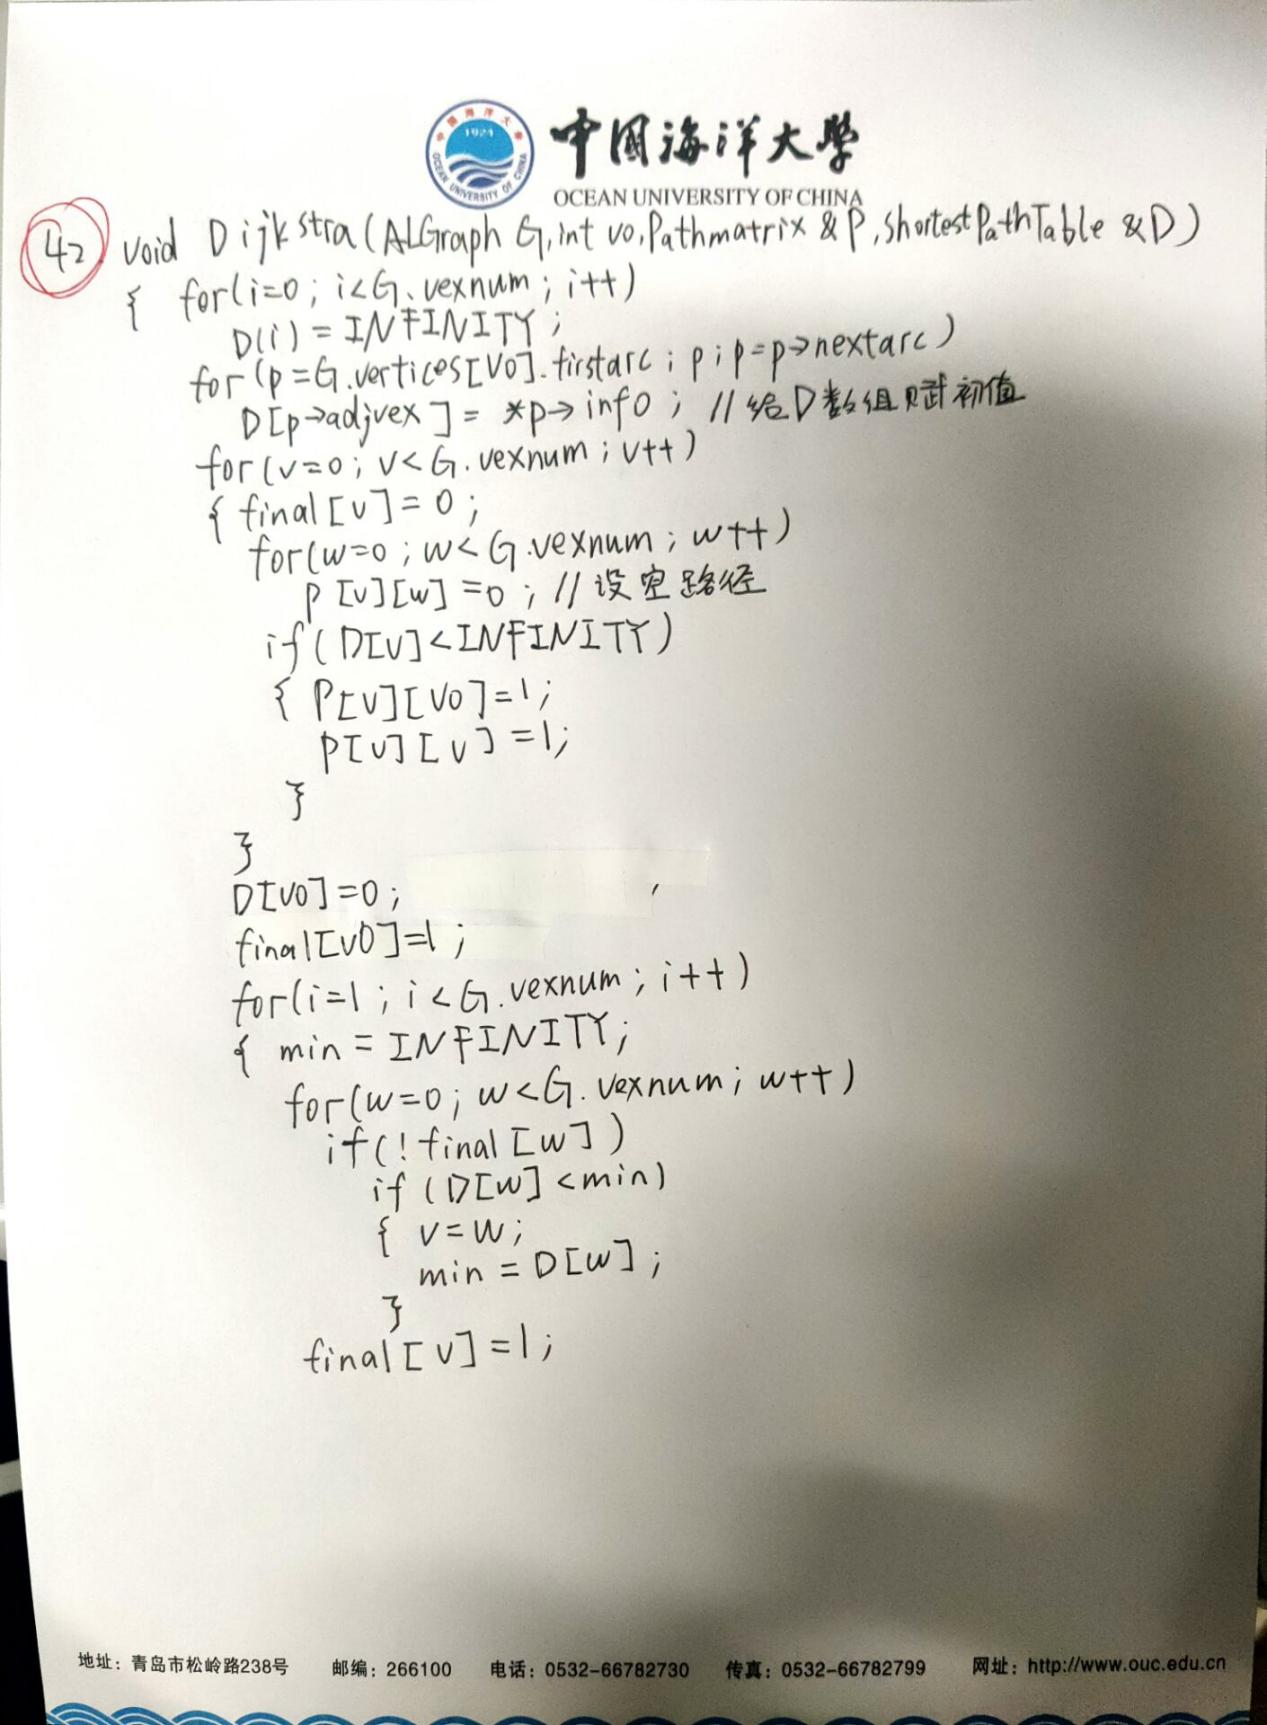 中国海洋大学
1924
OCEAN UNIVERSITY OF CHINA
OCEAN UNIVERSITY OF CHINA
42 void Dijkstra(ALGraph G,int v0,Pathmatrix &P,ShortestPathTable &D)
{ for(i=0; i<G.vexnum; i++)
D(i)=INFINITY;
for(p=G.vertices[v0].firstarc;p;p=p->nextarc)
D[p->adjvex]=*p->info; //给D数组赋初值
for(v=0;v<G.vexnum;v++)
{ final[v]=0;
for(w=0;w<G.vexnum;w++)
P[v][w]=0; //设空路径
if(D[v]<INFINITY)
{ P[v][v0]=1;
P[v][v]=1;
}
}
D[v0]=0;
final[v0]=1;
for(i=1;i<G.vexnum;i++)
{ min=INFINITY;
for(w=0;w<G.vexnum;w++)
if(!final[w])
if(D[w]<min)
{ v=w;
min=D[w];
}
final[v]=1;
地址：青岛市松岭路238号 邮编：266100 电话：0532-66782730 传真：0532-66782799 网址：http://www.ouc.edu.cn